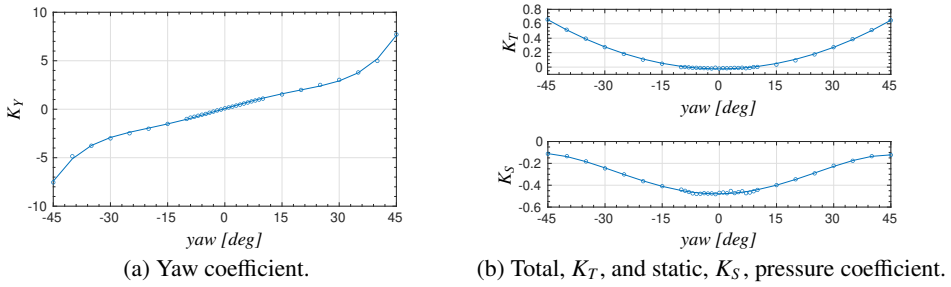 10
5
0
-5
-10
K_Y
-45 -30 -15 0 15 30 45
yaw [deg]
(a) Yaw coefficient.
0.8
0.6
0.4
0.2
0
K_T
-45 -30 -15 0 15 30 45
yaw [deg]
0
-0.2
-0.4
-0.6
K_S
-45 -30 -15 0 15 30 45
yaw [deg]
(b) Total, K_T, and static, K_S, pressure coefficient.